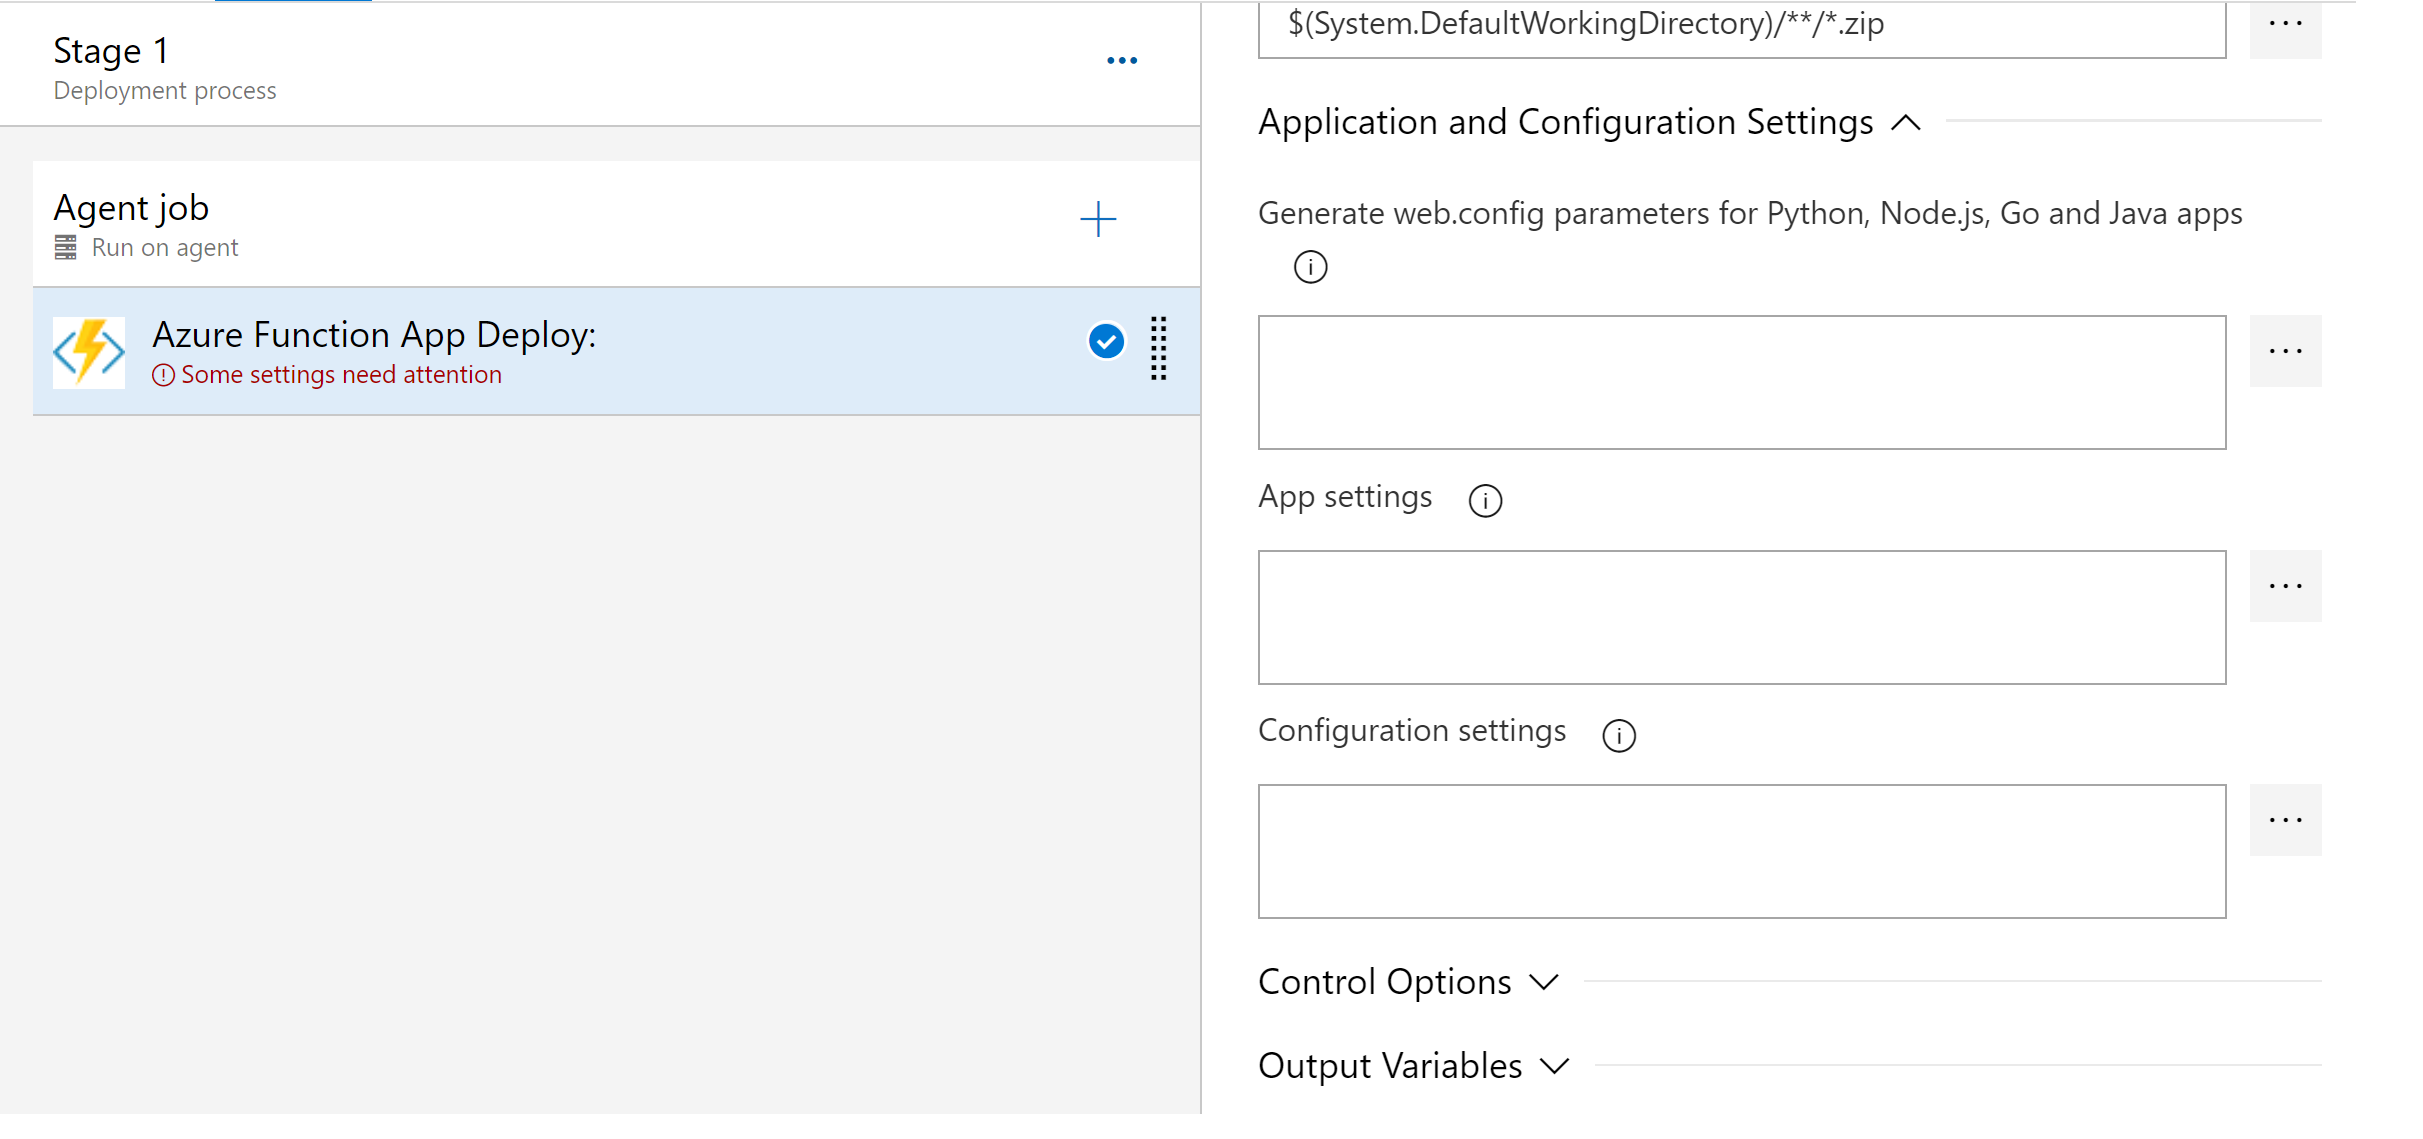 Stage 1
Deployment process
Agent job
Run on agent
Azure Function App Deploy:
Some settings need attention
$(System.DefaultWorkingDirectory)/**/*.zip
Application and Configuration Settings
Generate web.config parameters for Python, Node.js, Go and Java apps
App settings
Configuration settings
Control Options
Output Variables